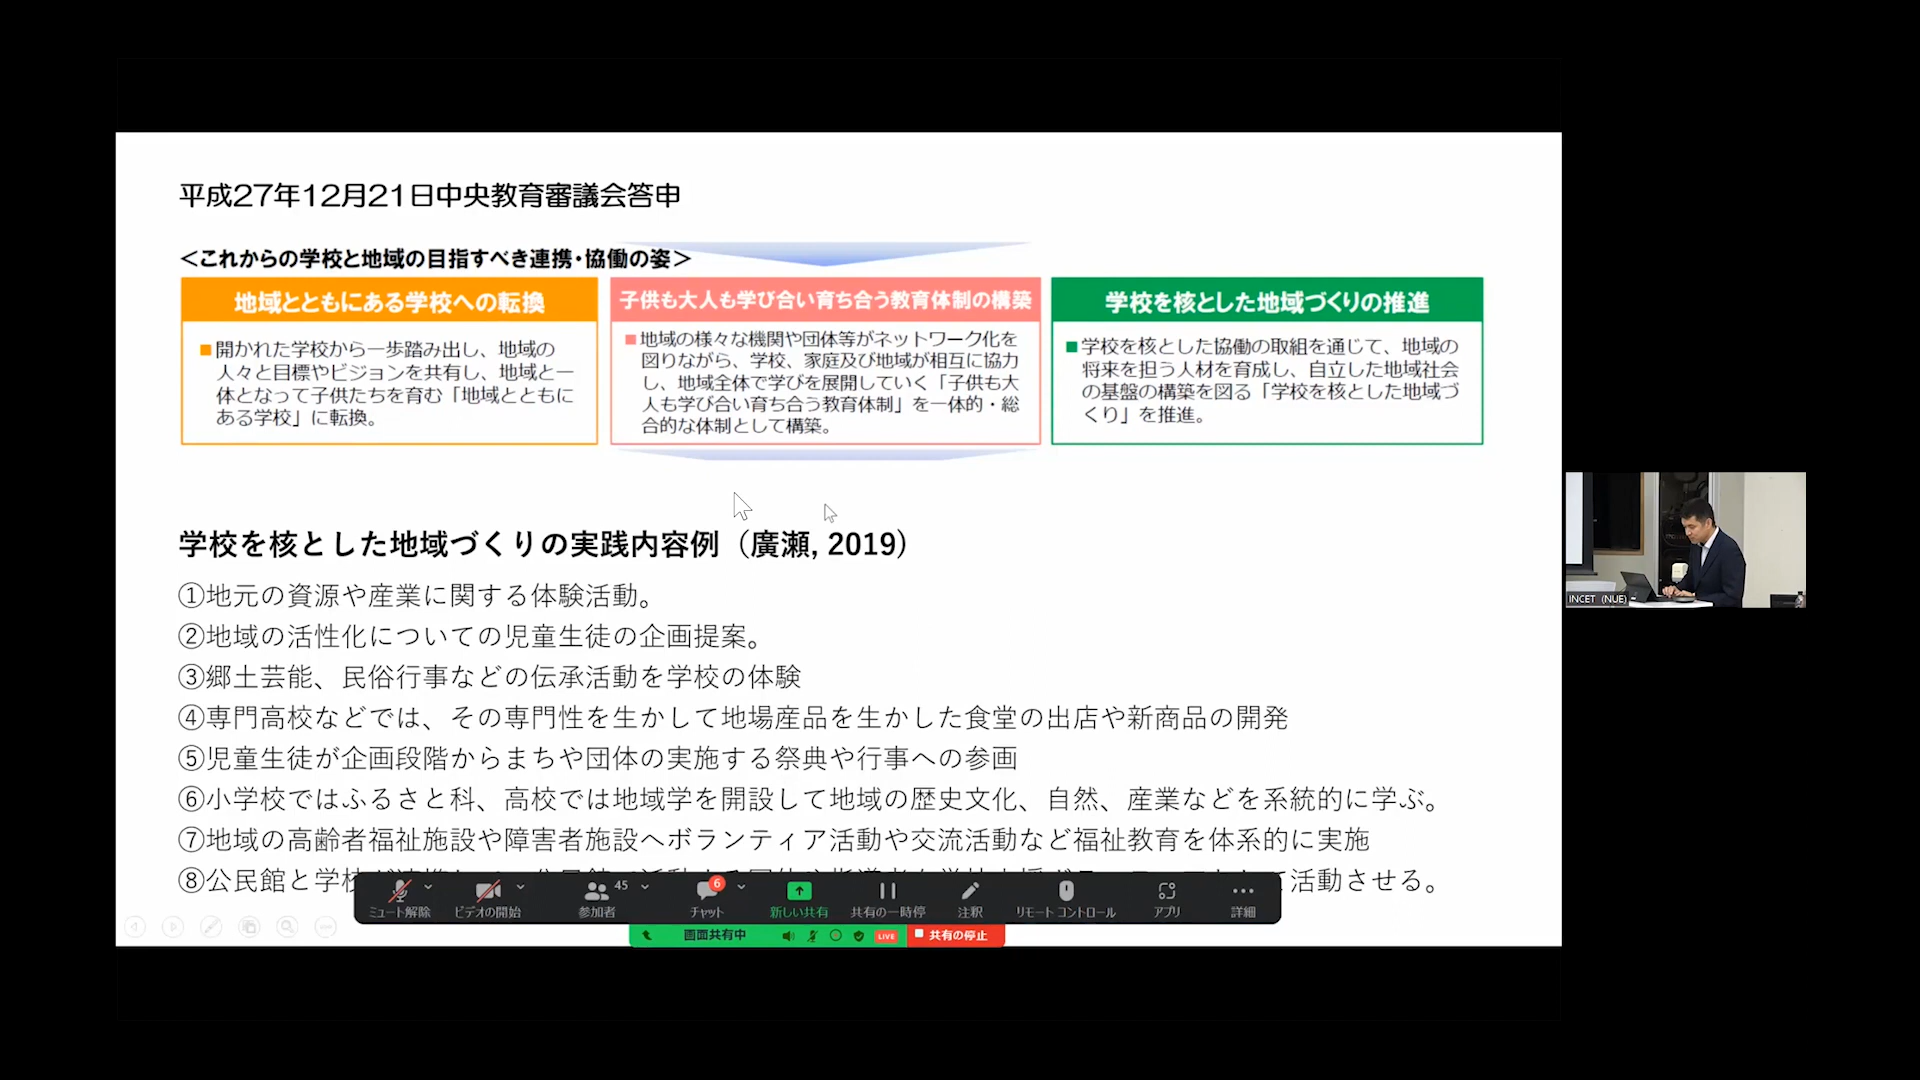 平成27年12月21日中央教育審議会答申
＜これからの学校と地域の目指すべき連携・協働の姿＞
地域とともにある学校への転換
■開かれた学校から一歩踏み出し、地域の
人々と目標やビジョンを共有し、地域と一
体となって子供たちを育む「地域とともに
ある学校」に転換。
子供も大人も学び合い育ち合う教育体制の構築
■地域の様々な機関や団体等がネットワーク化を
図りながら、学校、家庭及び地域が相互に協力
し、地域全体で学びを展開していく「子供も大
人も学び合い育ち合う教育体制」を一体的・総
合的な体制として構築。
学校を核とした地域づくりの推進
■学校を核とした協働の取組を通じて、地域の
将来を担う人材を育成し、自立した地域社会
の基盤の構築を図る「学校を核とした地域づ
くり」を推進。
学校を核とした地域づくりの実践内容例（廣瀬, 2019）
①地元の資源や産業に関する体験活動。
②地域の活性化についての児童生徒の企画提案。
③郷土芸能、民俗行事などの伝承活動を学校の体験
④専門高校などでは、その専門性を生かして地場産品を生かした食堂の出店や新商品の開発
⑤児童生徒が企画段階からまちや団体の実施する祭典や行事への参画
⑥小学校ではふるさと科、高校では地域学を開設して地域の歴史文化、自然、産業などを系統的に学ぶ。
⑦地域の高齢者福祉施設や障害者施設へボランティア活動や交流活動など福祉教育を体系的に実施
⑧公民館と学校 活動させる。
45 6
ミュート解除 ビデオの開始 参加者 チャット 新しい共有 共有の一時停 注釈 リモート コントロール アプリ 詳細
画面共有中 LIVE 共有の停止
INCET (NUE)